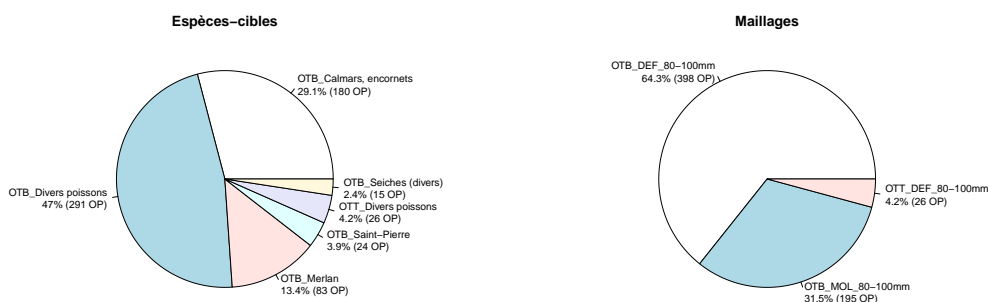 Espèces−cibles
OTB_Calmars, encornets
29.1% (180 OP)
OTB_Divers poissons
47% (291 OP)
OTB_Merlan
13.4% (83 OP)
OTB_Saint−Pierre
3.9% (24 OP)
OTT_Divers poissons
4.2% (26 OP)
OTB_Seiches (divers)
2.4% (15 OP)
Maillages
OTB_DEF_80−100mm
64.3% (398 OP)
OTB_MOL_80−100mm
31.5% (195 OP)
OTT_DEF_80−100mm
4.2% (26 OP)